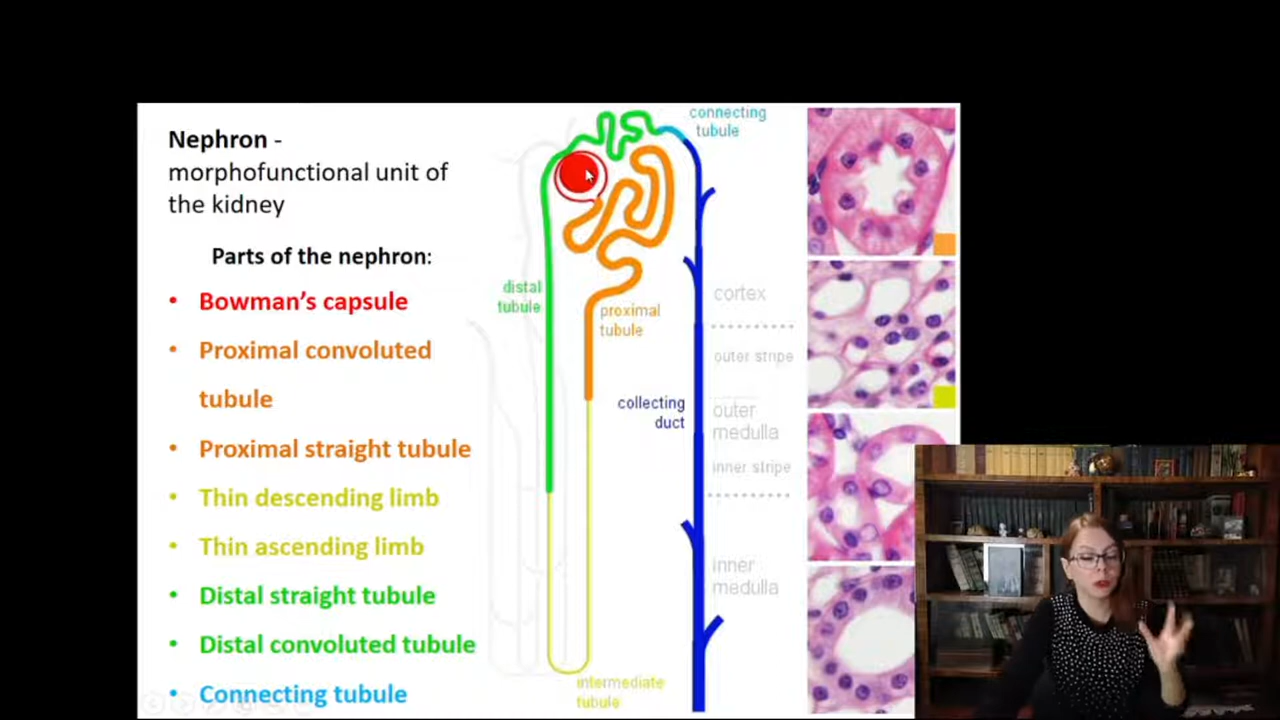 Nephron -
morphofunctional unit of
the kidney
Parts of the nephron:
• Bowman's capsule
• Proximal convoluted
tubule
• Proximal straight tubule
• Thin descending limb
• Thin ascending limb
• Distal straight tubule
• Distal convoluted tubule
• Connecting tubule
connecting
tubule
distal
tubule
proximal
tubule
collecting
duct
cortex
outer stripe
outer
medulla
inner stripe
inner
medulla
intermediate
tubule